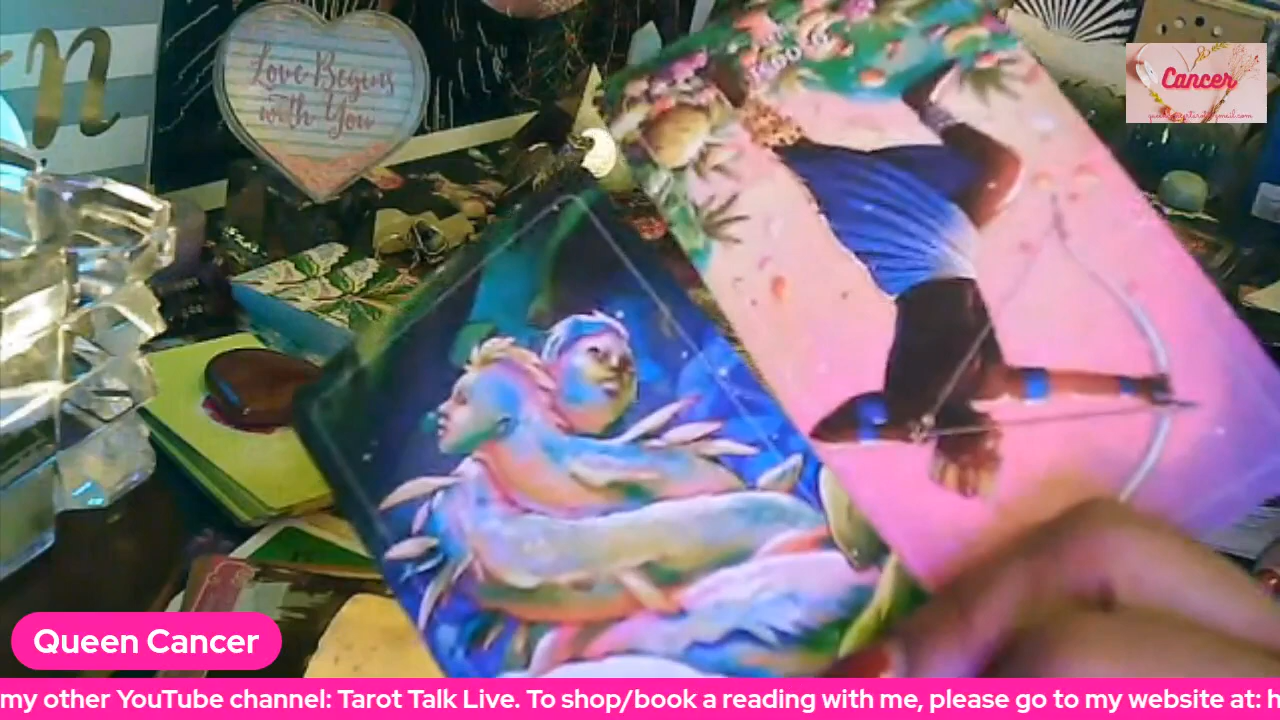 n
Love Begins
with You
Cancer
Queen Cancer
my other YouTube channel: Tarot Talk Live. To shop/book a reading with me, please go to my website at: h